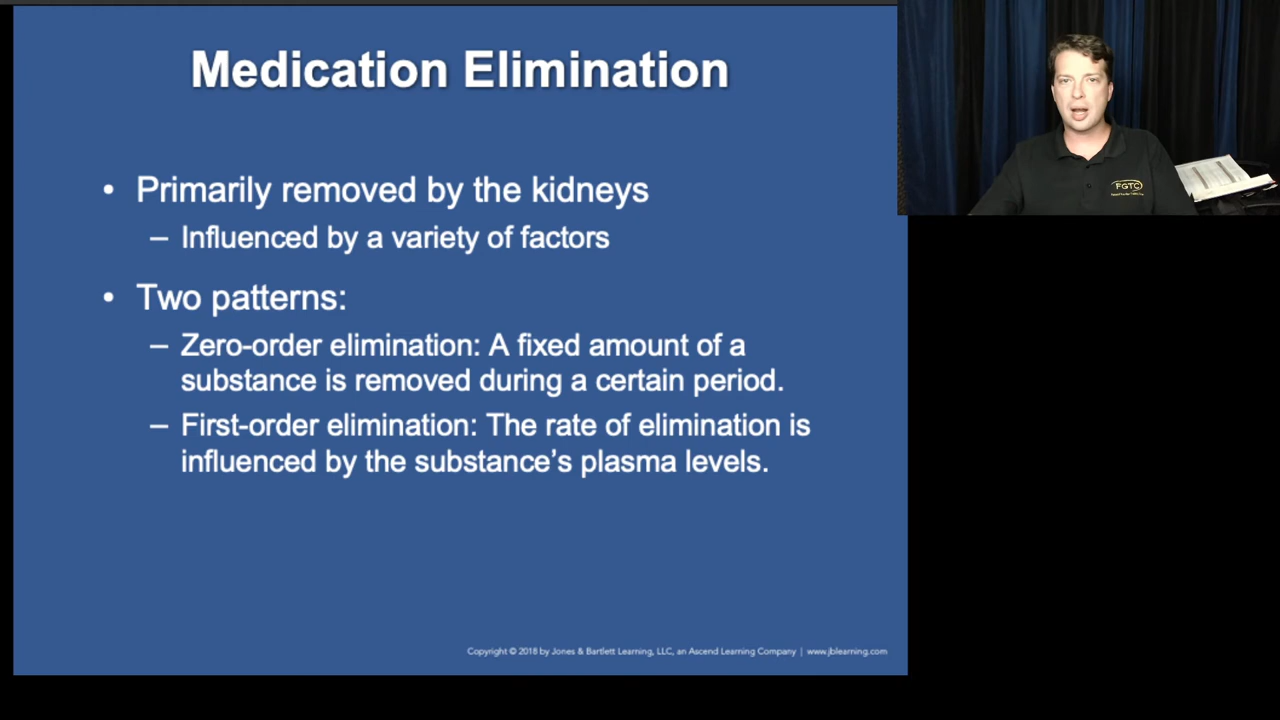 Medication Elimination
• Primarily removed by the kidneys
– Influenced by a variety of factors
• Two patterns:
– Zero-order elimination: A fixed amount of a
substance is removed during a certain period.
– First-order elimination: The rate of elimination is
influenced by the substance’s plasma levels.
Copyright © 2018 by Jones & Bartlett Learning, LLC, an Ascend Learning Company | www.jblearning.com
FGTC